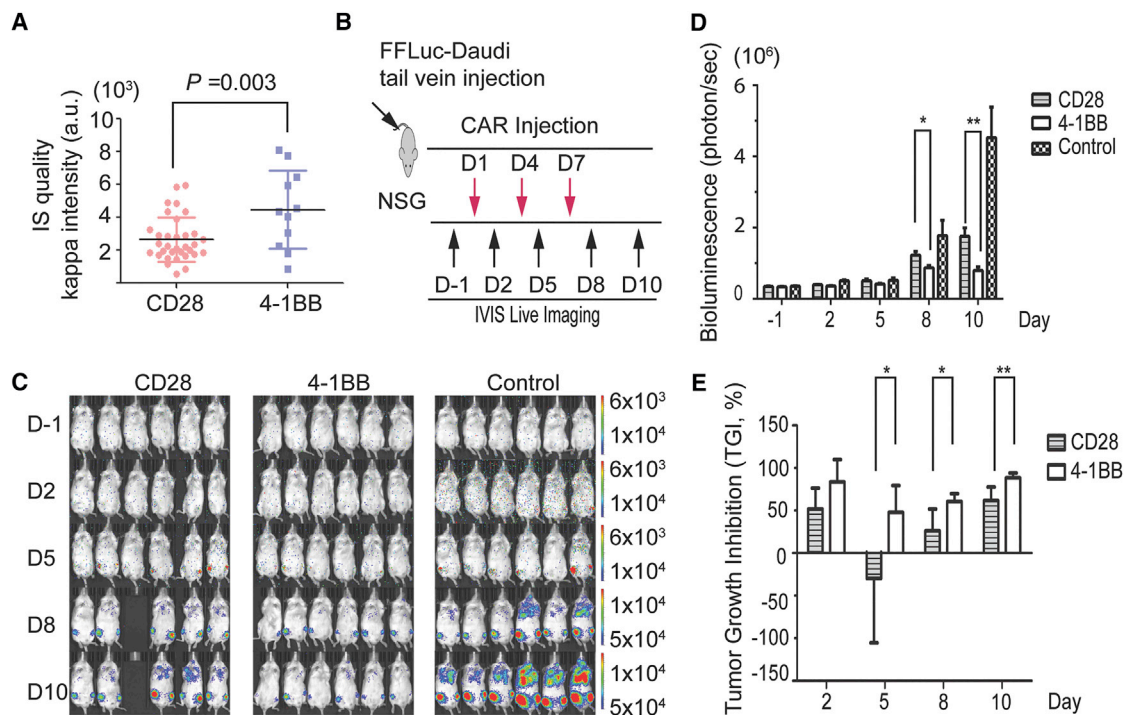 A
P =0.003
(10³)
IS quality
kappa intensity (a.u.)
8
6
4
2
CD28
4-1BB
B
FFLuc-Daudi
tail vein injection
CAR Injection
D1 D4 D7
NSG
D-1 D2 D5 D8 D10
IVIS Live Imaging
C
CD28 4-1BB Control
D-1
6x10³
1x10⁴
D2
6x10³
1x10⁴
D5
6x10³
1x10⁴
D8
1x10⁴
5x10⁴
D10
1x10⁴
5x10⁴
D
(10⁶)
Bioluminescence (photon/sec)
6
4
2
0
* **
CD28
4-1BB
Control
-1 2 5 8 10 Day
E
Tumor Growth Inhibition (TGI, %)
* * **
150
100
50
0
-50
-100
-150
CD28
4-1BB
2 5 8 10 Day